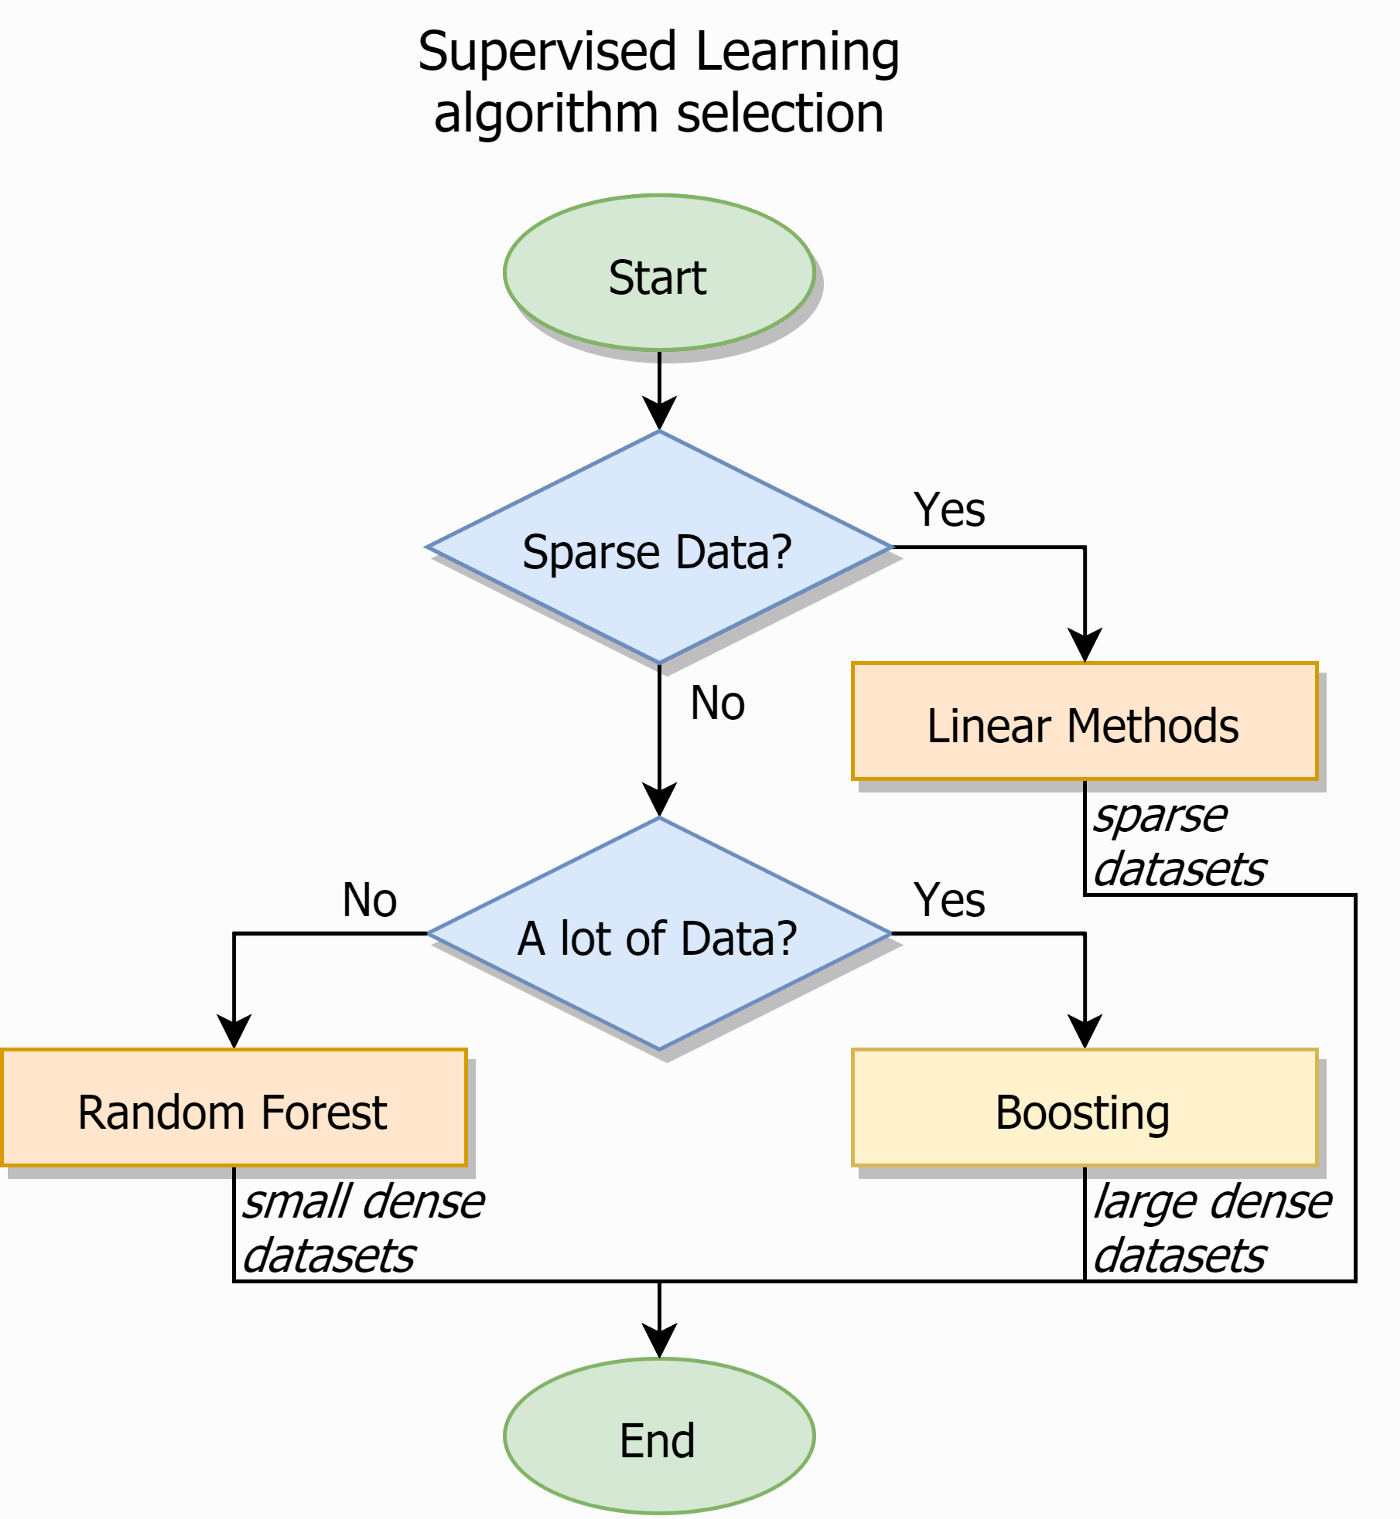 Supervised Learning
algorithm selection
Start
Sparse Data?
Yes
No
Linear Methods
sparse
datasets
No
A lot of Data?
Yes
Random Forest
Boosting
small dense
datasets
large dense
datasets
End